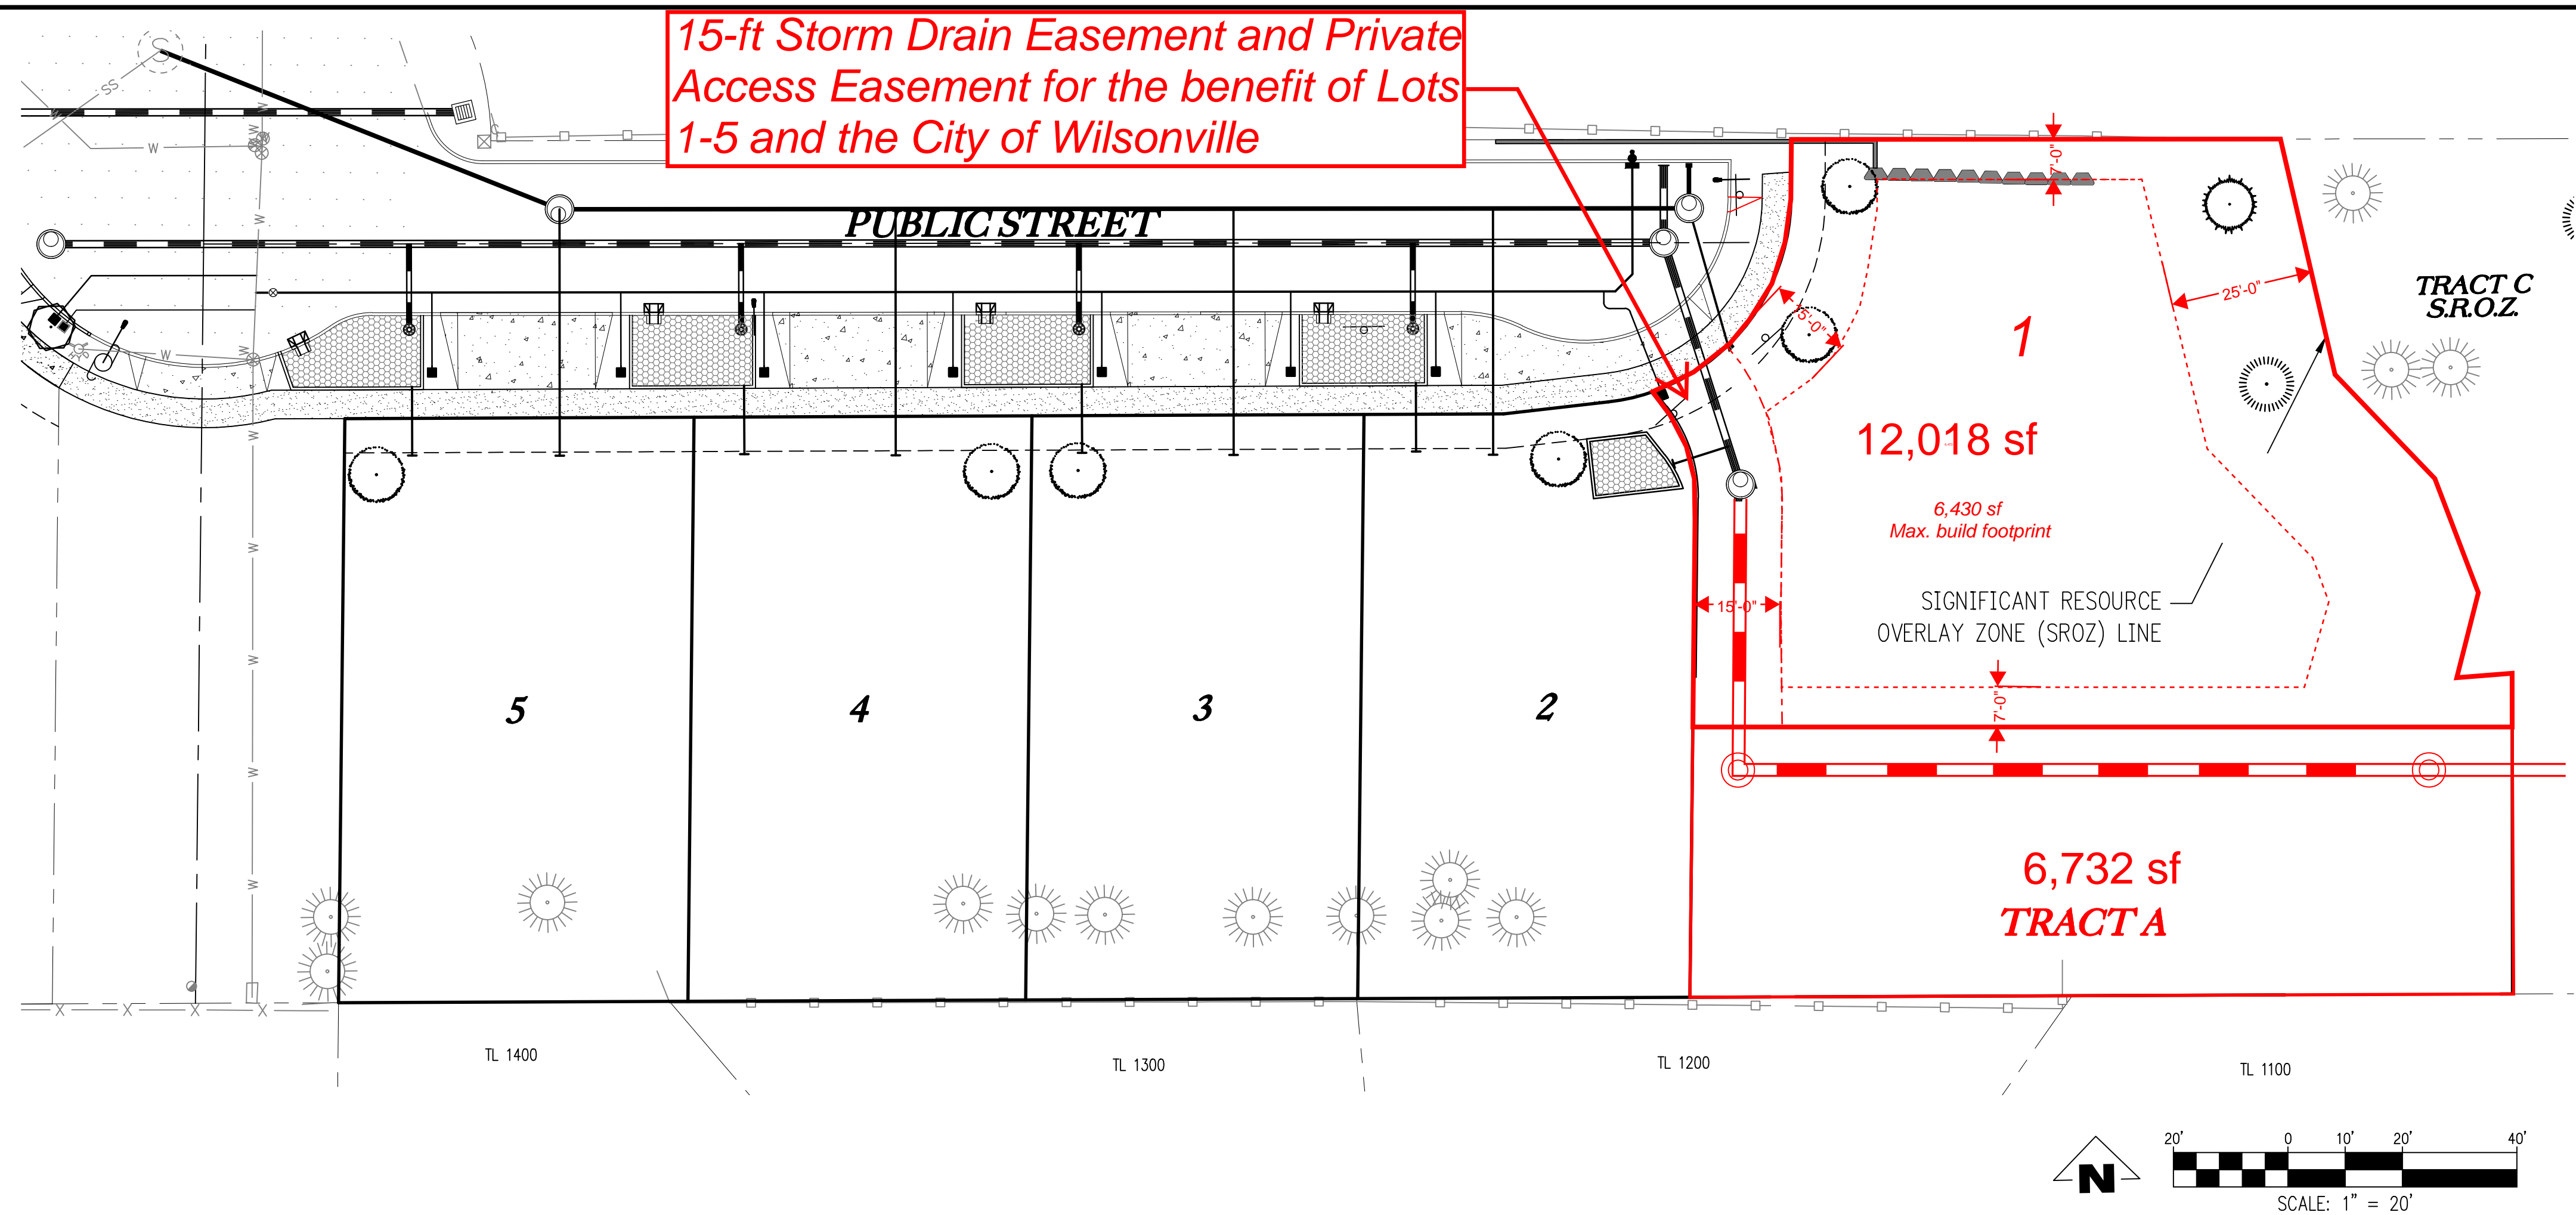 15-ft Storm Drain Easement and Private
Access Easement for the benefit of Lots
1-5 and the City of Wilsonville
S
SS
W
W
W
W
PUBLIC STREET
7'-0"
25'-0"
TRACT C
S.R.O.Z.
1
W
W
W
12,018 sf
6,430 sf
Max. build footprint
W
SIGNIFICANT RESOURCE
OVERLAY ZONE (SROZ) LINE
15'-0"
W
7'-0"
5
4
3
2
W
6,732 sf
TRACT A
W
X
X
X
X
TL 1400
TL 1300
TL 1200
TL 1100
N
20'
0
10'
20'
40'
SCALE: 1" = 20'